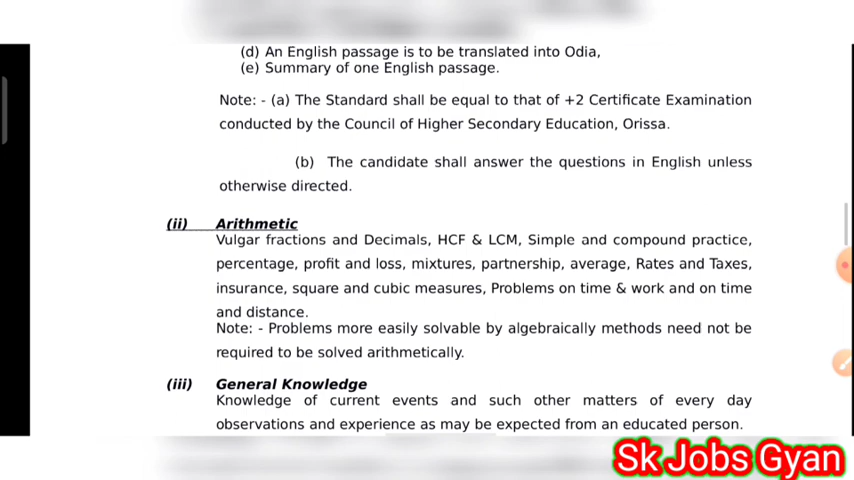 (d) An English passage is to be translated into Odia,
(e) Summary of one English passage.
Note: - (a) The Standard shall be equal to that of +2 Certificate Examination
conducted by the Council of Higher Secondary Education, Orissa.
(b) The candidate shall answer the questions in English unless
otherwise directed.
(ii) Arithmetic
Vulgar fractions and Decimals, HCF & LCM, Simple and compound practice,
percentage, profit and loss, mixtures, partnership, average, Rates and Taxes,
insurance, square and cubic measures, Problems on time & work and on time
and distance.
Note: - Problems more easily solvable by algebraically methods need not be
required to be solved arithmetically.
(iii) General Knowledge
Knowledge of current events and such other matters of every day
observations and experience as may be expected from an educated person.
Sk Jobs Gyan